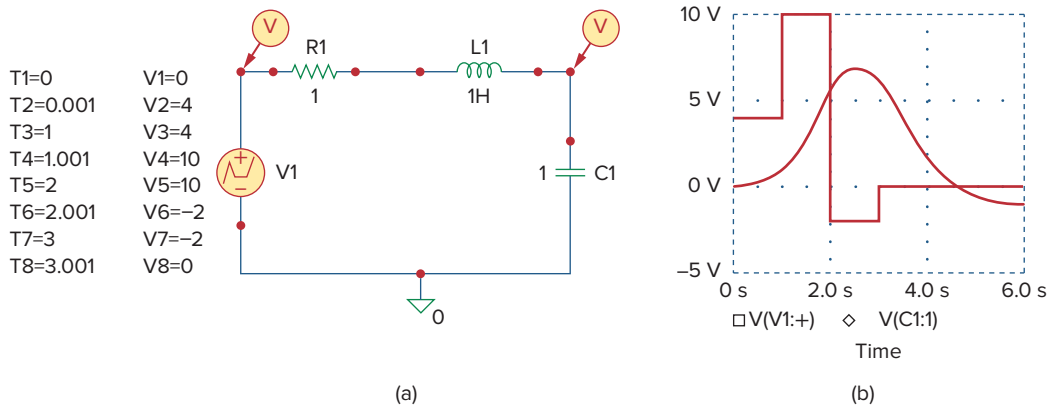 V
V
R1
L1
1
1H
T1=0 V1=0
T2=0.001 V2=4
T3=1 V3=4
T4=1.001 V4=10
T5=2 V5=10
T6=2.001 V6=−2
T7=3 V7=−2
T8=3.001 V8=0
+
−
V1
1
C1
0
(a)
10 V
5 V
0 V
−5 V
0 s 2.0 s 4.0 s 6.0 s
V(V1:+) V(C1:1)
Time
(b)